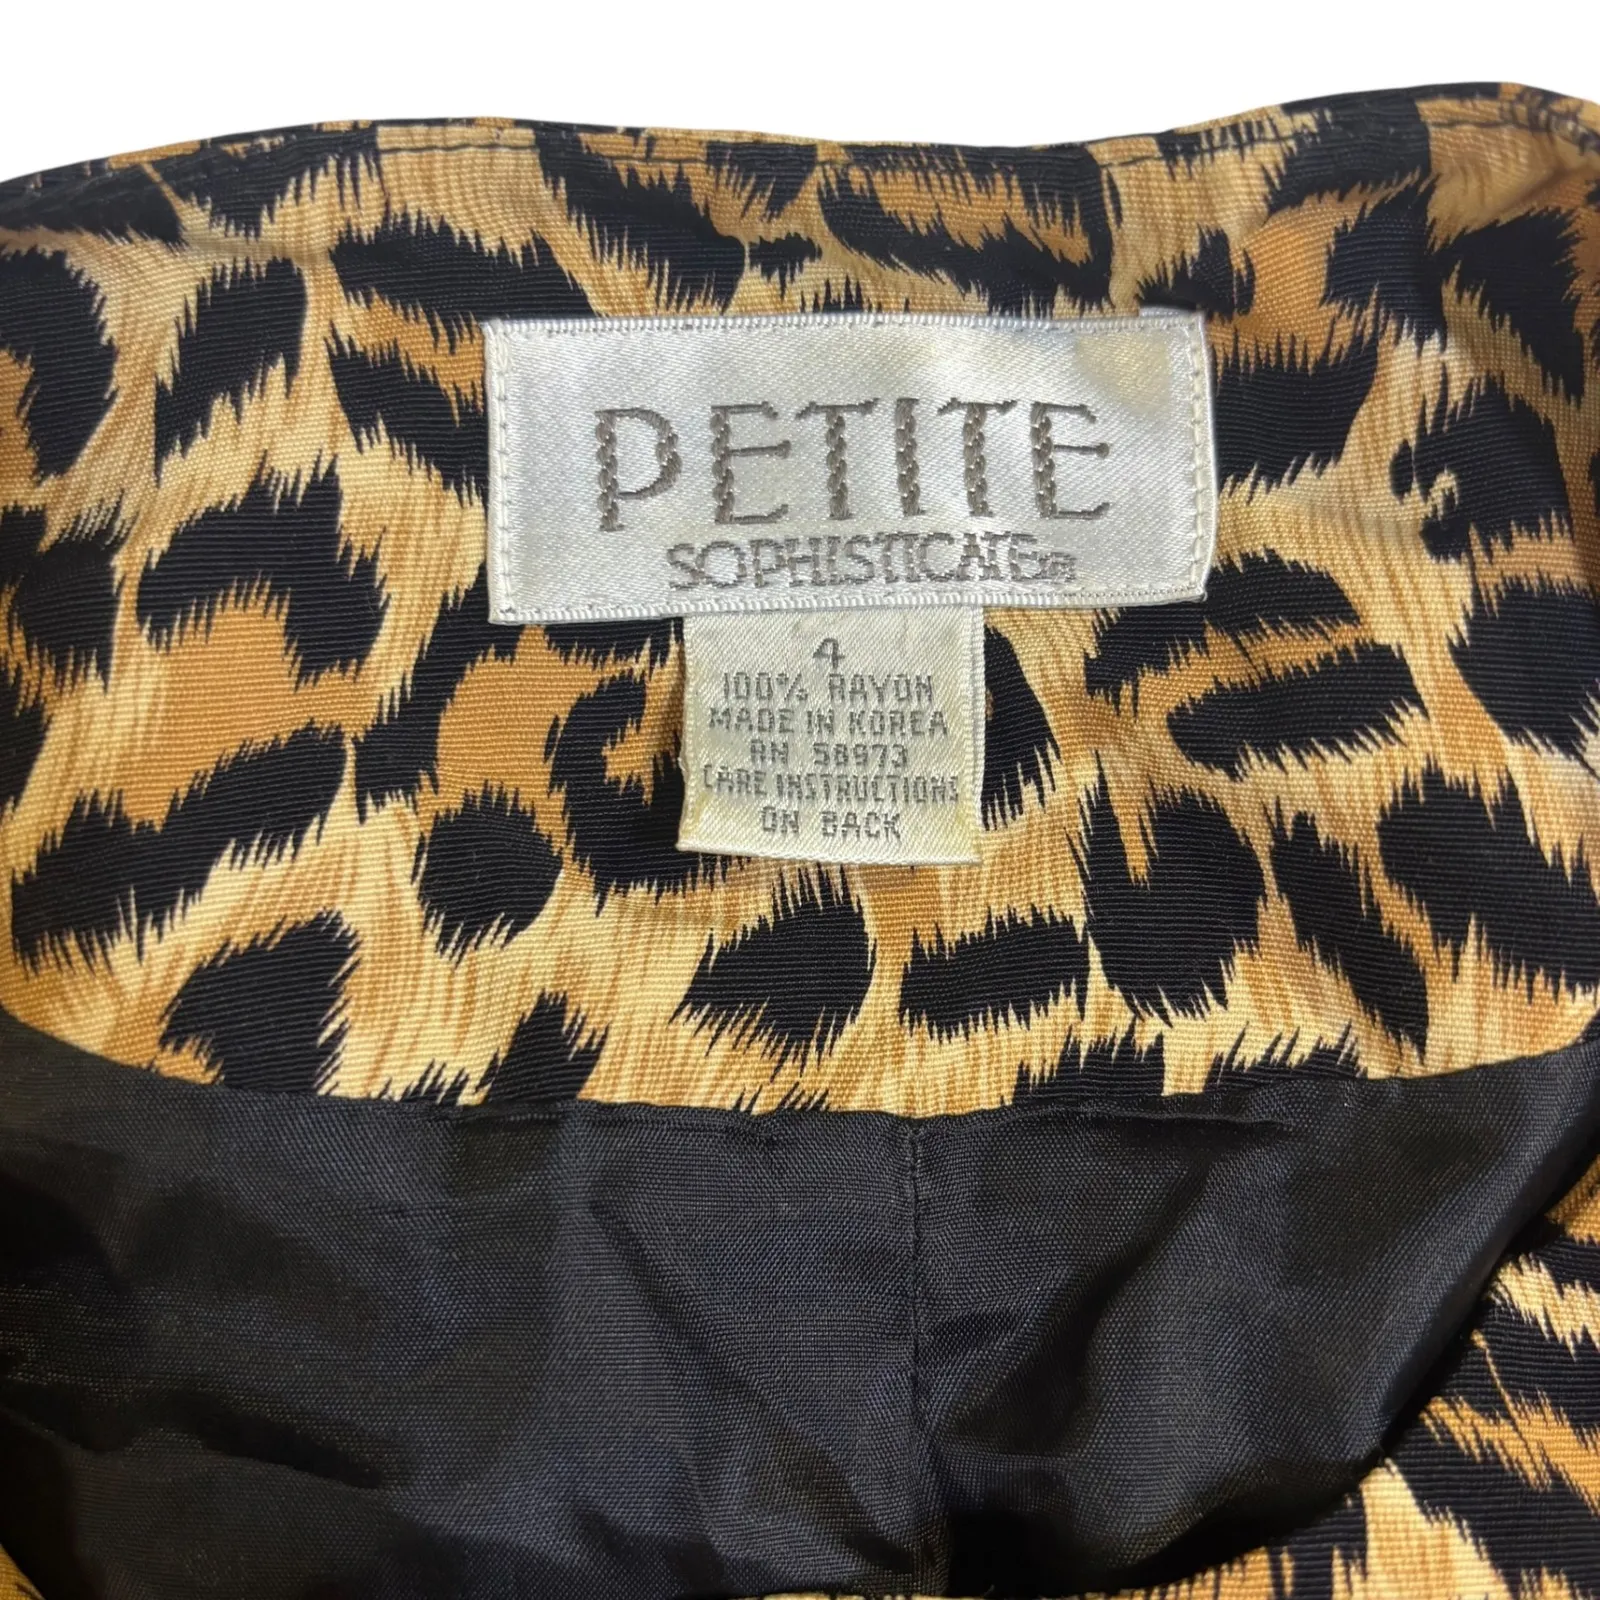 PETITE
SOPHISTICATE®
4
100% RAYON
MADE IN KOREA
RN 58973
CARE INSTRUCTIONS
ON BACK